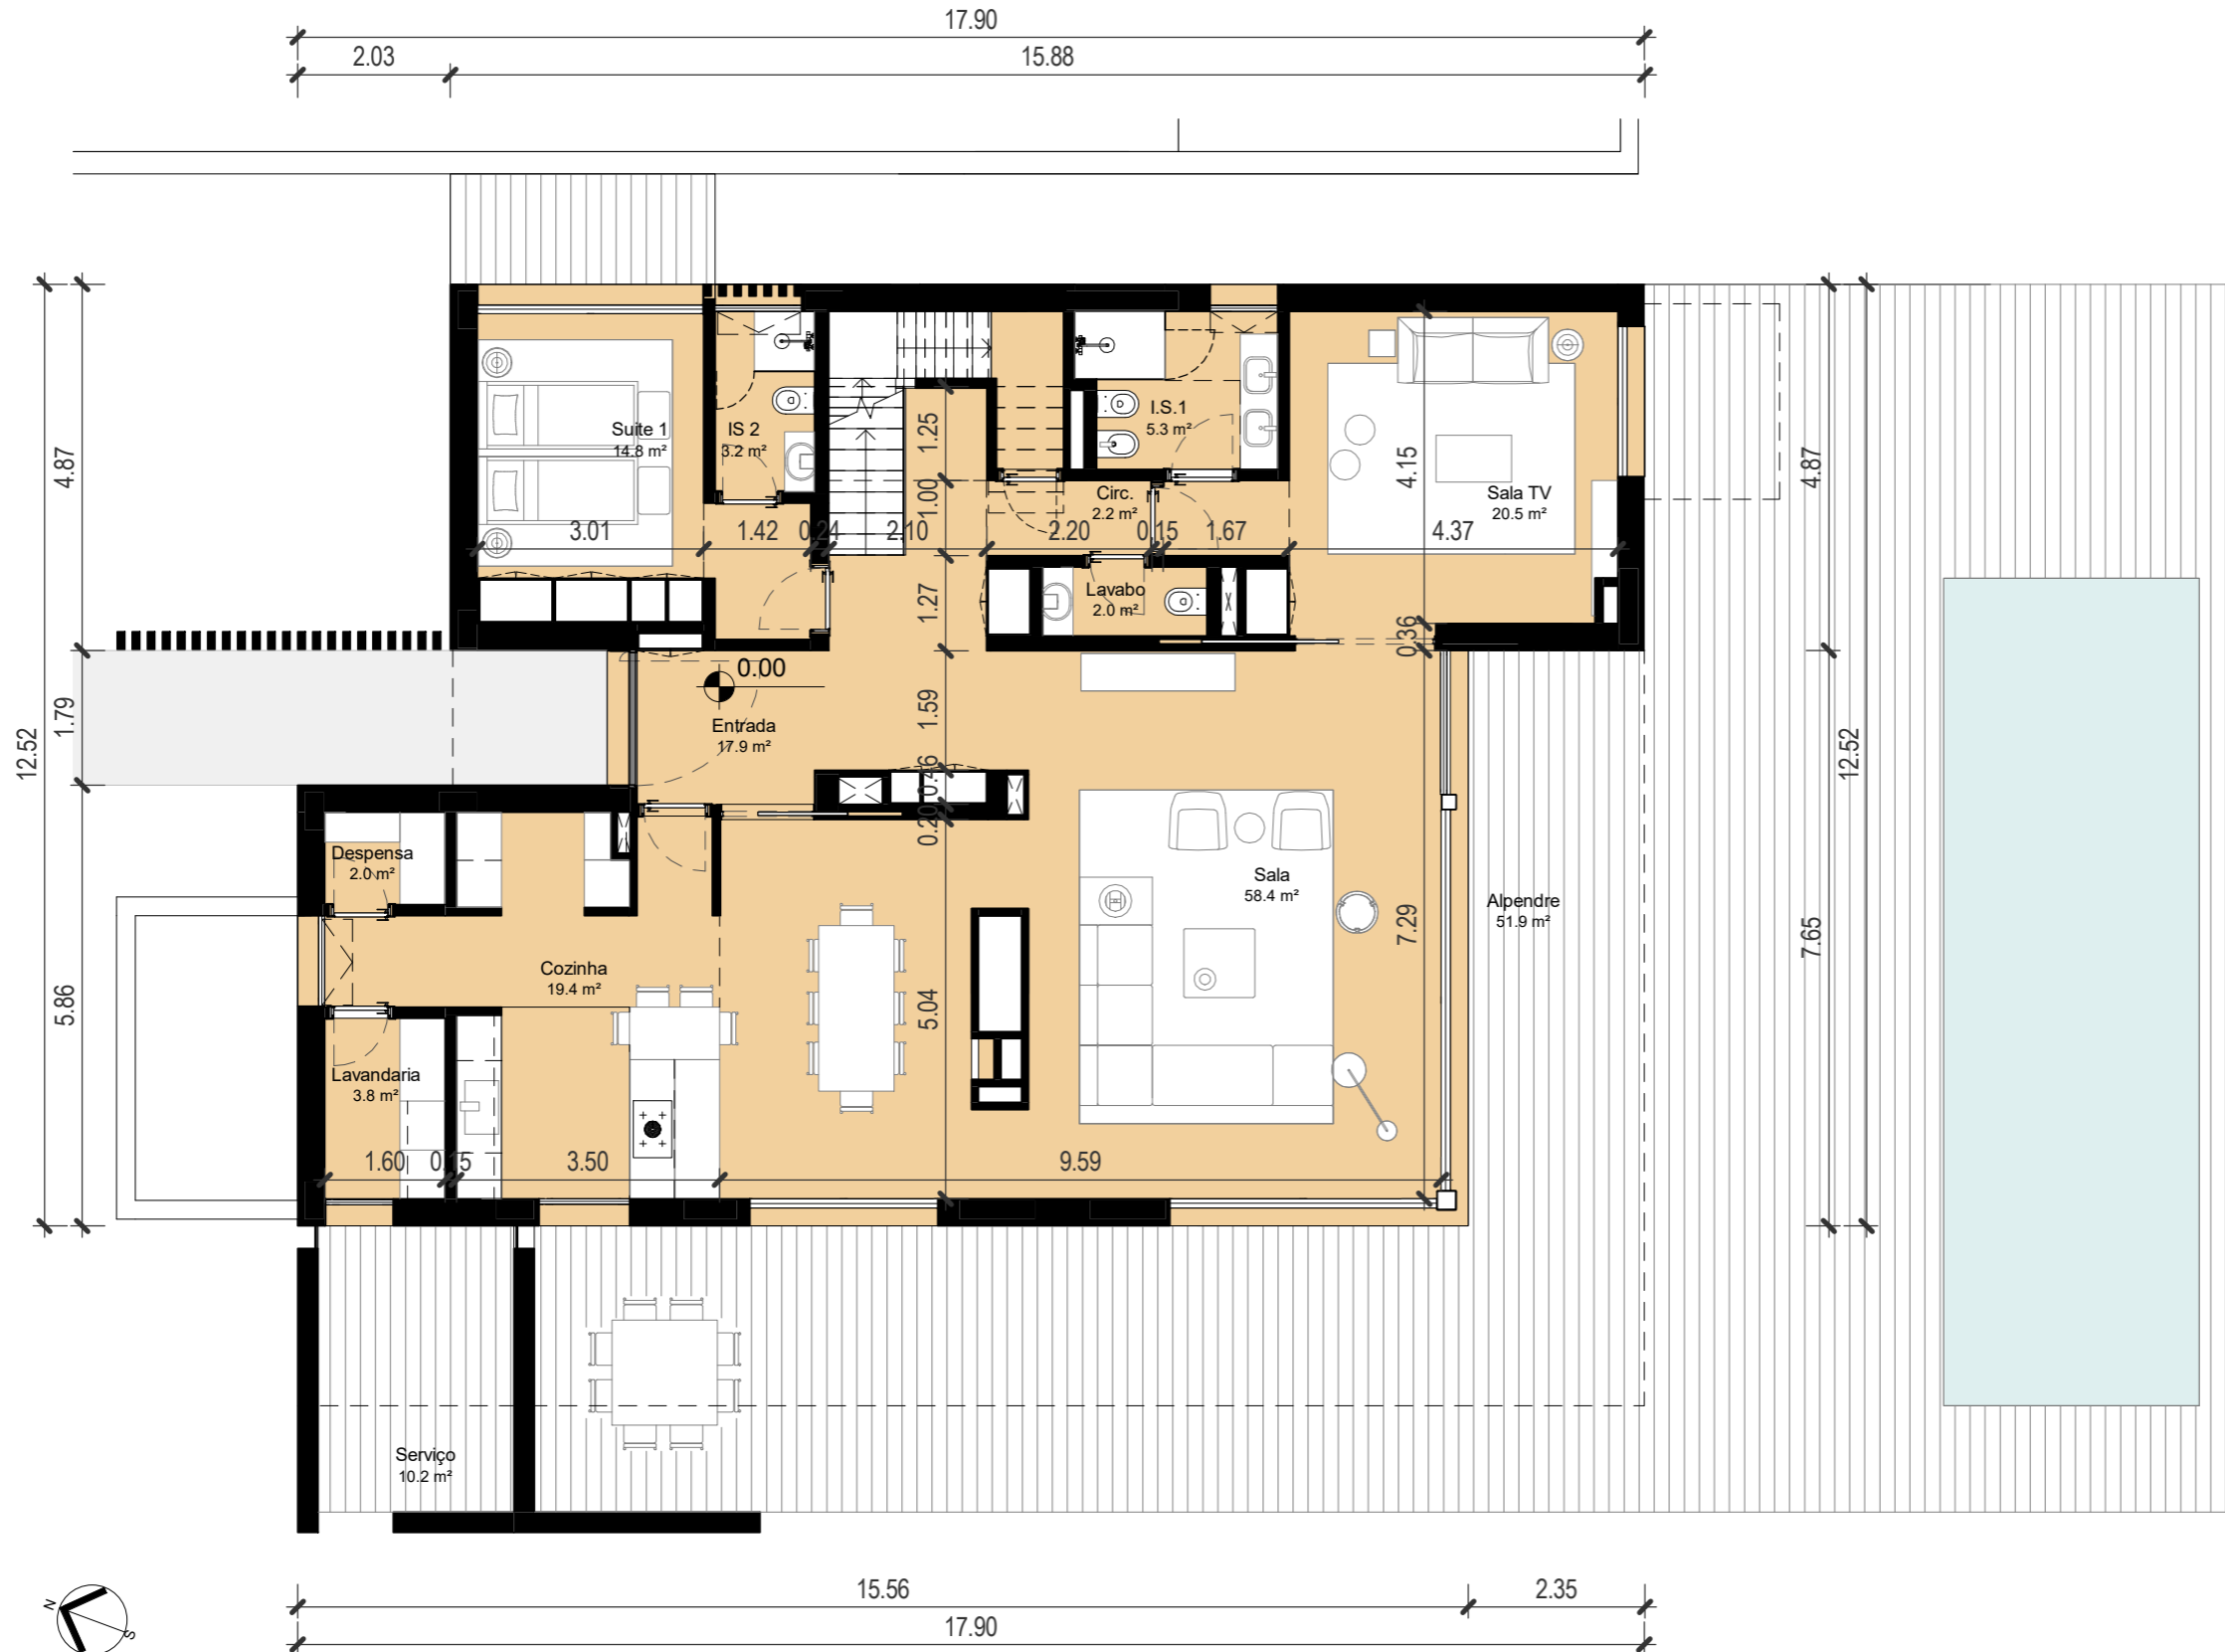 17.90
2.03
15.88
4.87
1.79
12.52
5.86
Suite 1
14.8 m²
IS 2
3.2 m²
1.25
1.00
I.S.1
5.3 m²
4.15
Circ.
2.2 m²
Sala TV
20.5 m²
4.87
3.01
1.42
0.24
2.10
2.20
0.15
1.67
4.37
Lavabo
2.0 m²
1.27
0.36
0.00
Entrada
17.9 m²
1.59
0.46
0.20
12.52
7.65
Despensa
2.0 m²
Sala
58.4 m²
7.29
Alpendre
51.9 m²
Cozinha
19.4 m²
5.04
Lavandaria
3.8 m²
1.60
0.15
3.50
9.59
Serviço
10.2 m²
N
S
15.56
2.35
17.90